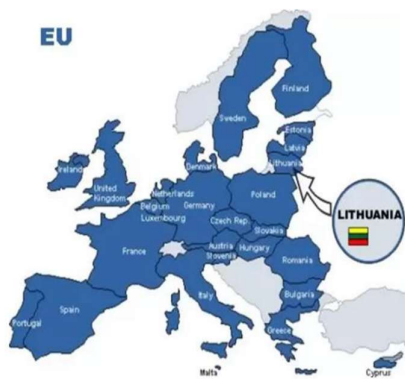 EU
Finland
Sweden
Estonia
Latvia
Lithuania
Denmark
Ireland
United
Kingdom
Netherlands
Belgium
Luxembourg
Germany
Poland
LITHUANIA
Czech Rep.
Slovakia
France
Austria
Hungary
Slovenia
Romania
Italy
Bulgaria
Portugal
Spain
Greece
Malta
Cyprus